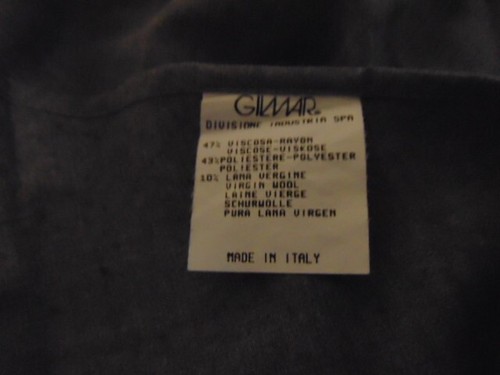 GILMAR®
DIVISIONE INDUSTRIA SPA
47% VISCOSA-RAYON
VISCOSE-VISKOSE
43%POLIESTERE-POLYESTER
POLIESTER
10% LANA VERGINE
VIRGIN WOOL
LAINE VIERGE
SCHURWOLLE
PURA LANA VIRGEN
MADE IN ITALY